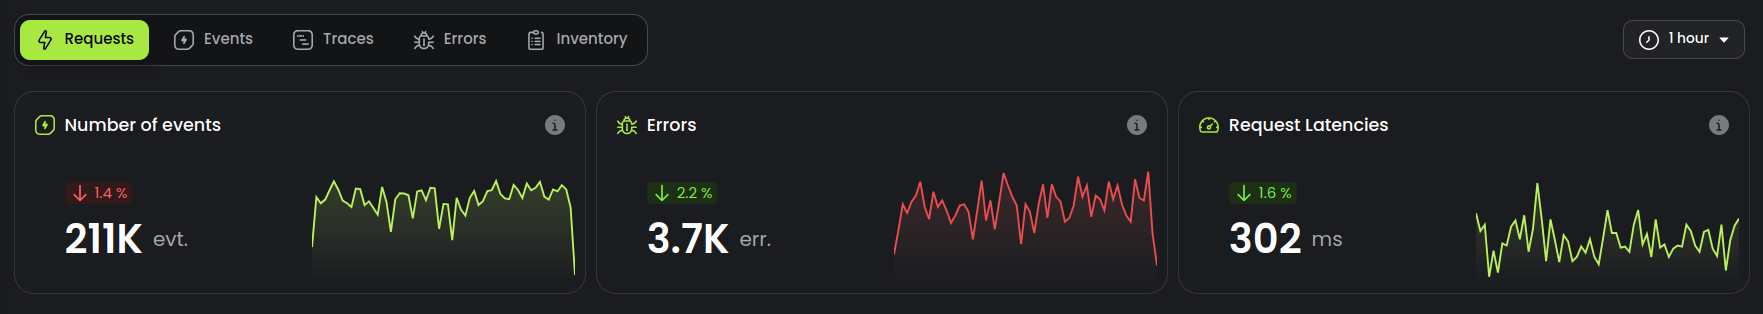 Requests Events Traces Errors Inventory 1 hour
Number of events
1.4 %
211K evt.
Errors
2.2 %
3.7K err.
Request Latencies
1.6 %
302 ms